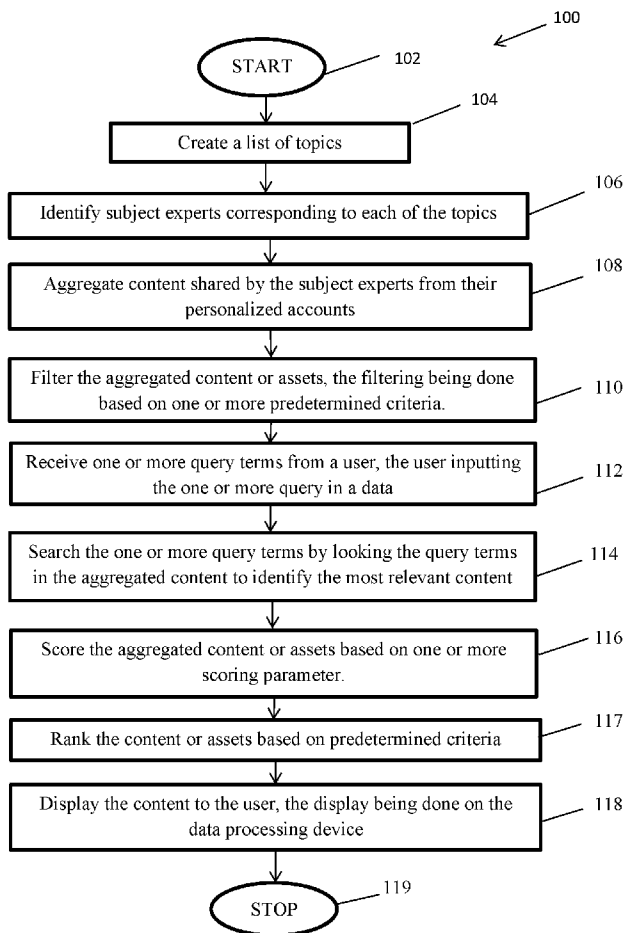 100
START
102
104
Create a list of topics
106
Identify subject experts corresponding to each of the topics
Aggregate content shared by the subject experts from their
personalized accounts
108
Filter the aggregated content or assets, the filtering being done
based on one or more predetermined criteria.
110
Receive one or more query terms from a user, the user inputting
the one or more query in a data
112
Search the one or more query terms by looking the query terms
in the aggregated content to identify the most relevant content
114
Score the aggregated content or assets based on one or more
scoring parameter.
116
Rank the content or assets based on predetermined criteria
117
Display the content to the user, the display being done on the
data processing device
118
STOP
119